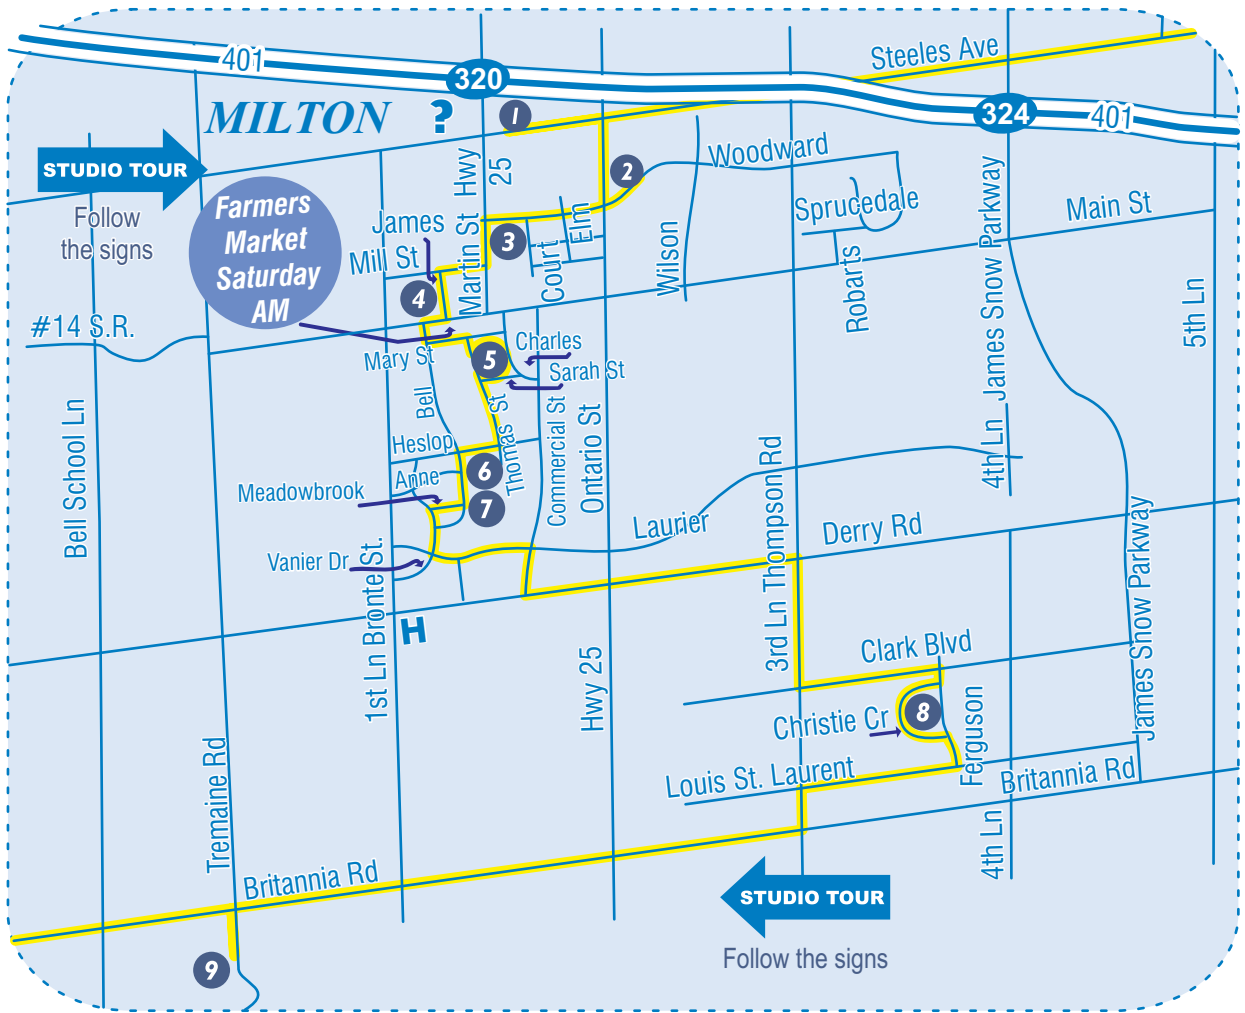 Steeles Ave
401
320
324
401
MILTON
?
1
STUDIO TOUR
Follow
the signs
Farmers
Market
Saturday
AM
Hwy
25
2
Woodward
Sprucedale
Main St
James
Mill St
Martin St
3
Court
Elm
Wilson
Robarts
James Snow Parkway
5th Ln
4
#14 S.R.
Mary St
5
Charles
Sarah St
Bell
Thomas St
Commercial St
Ontario St
Bell School Ln
Heslop
Anne
6
Meadowbrook
7
4th Ln
3rd Ln Thompson Rd
Laurier
Derry Rd
Vanier Dr
1st Ln Bronte St.
H
Hwy 25
James Snow Parkway
Clark Blvd
Christie Cr
8
Ferguson
Louis St. Laurent
Britannia Rd
Tremaine Rd
4th Ln
Britannia Rd
STUDIO TOUR
Follow the signs
9